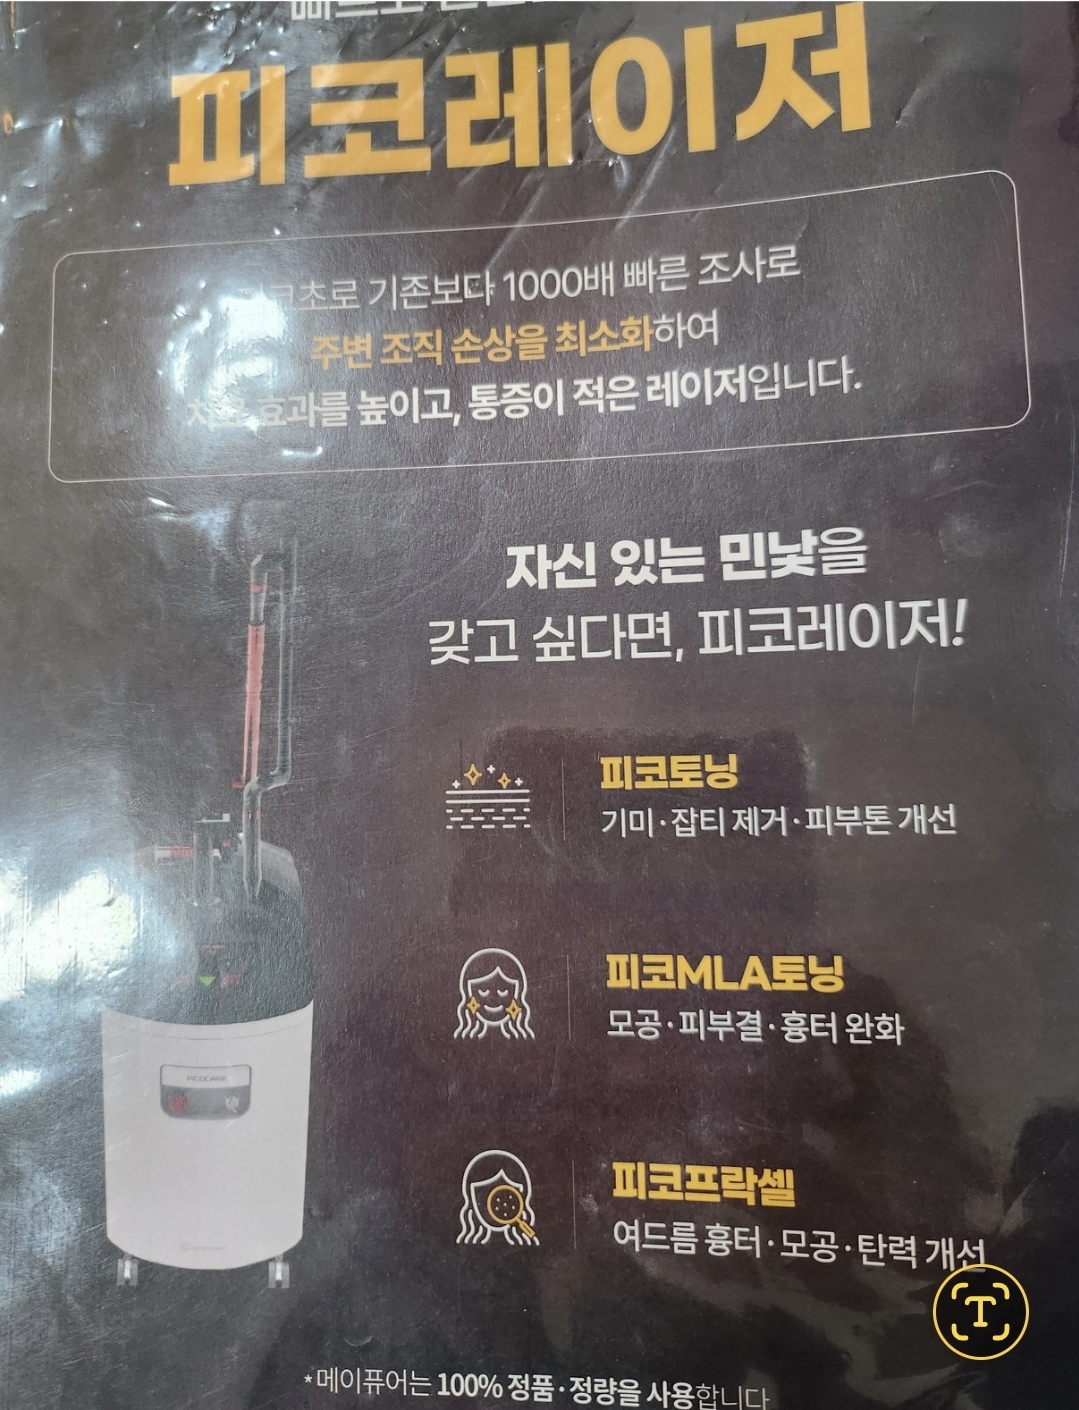 피코레이저
초로 기존보다 1000배 빠른 조사로
주변 조직 손상을 최소화하여
효과를 높이고, 통증이 적은 레이저입니다.
자신 있는 민낯을
갖고 싶다면, 피코레이저!
피코토닝
기미·잡티 제거·피부톤 개선
피코MLA토닝
모공·피부결·흉터 완화
PICOCARE
피코프락셀
여드름 흉터·모공·탄력 개선
*메이퓨어는 100% 정품·정량을 사용합니다